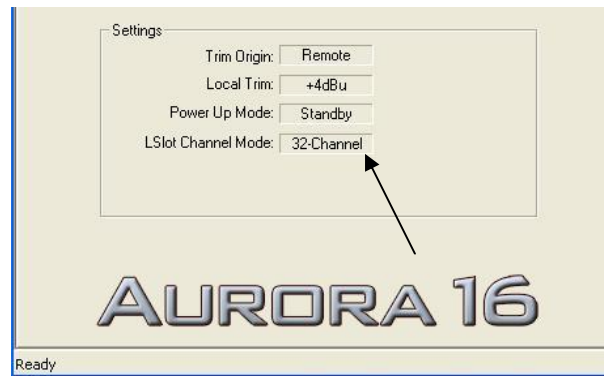 Settings
Trim Origin: Remote
Local Trim: +4dBu
Power Up Mode: Standby
LSlot Channel Mode: 32-Channel
AURORA 16
Ready